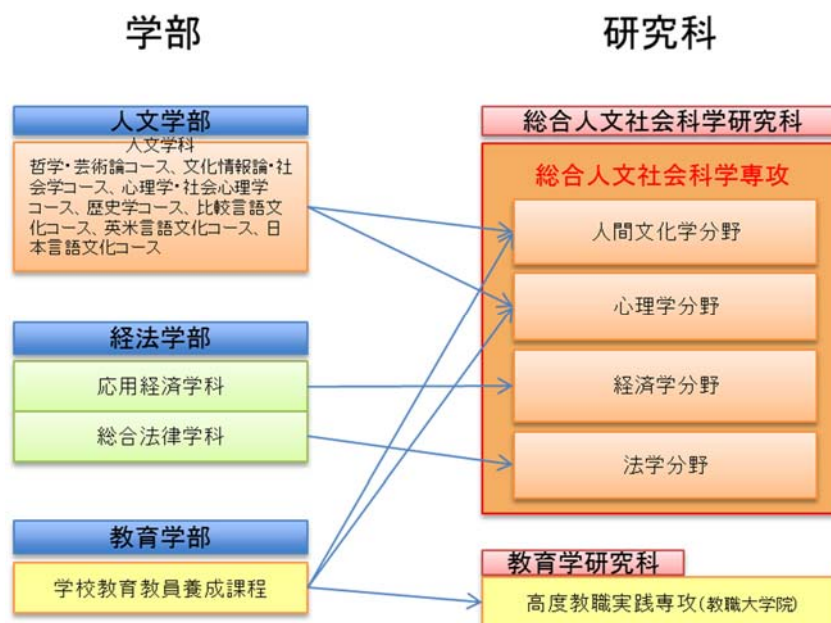 学部
研究科
人文学部
人文学科
哲学・芸術論コース、文化情報論・社
会学コース、心理学・社会心理学
コース、歴史学コース、比較言語文
化コース、英米言語文化コース、日
本言語文化コース
経法学部
応用経済学科
総合法律学科
教育学部
学校教育教員養成課程
総合人文社会科学研究科
総合人文社会科学専攻
人間文化学分野
心理学分野
経済学分野
法学分野
教育学研究科
高度教職実践専攻(教職大学院)